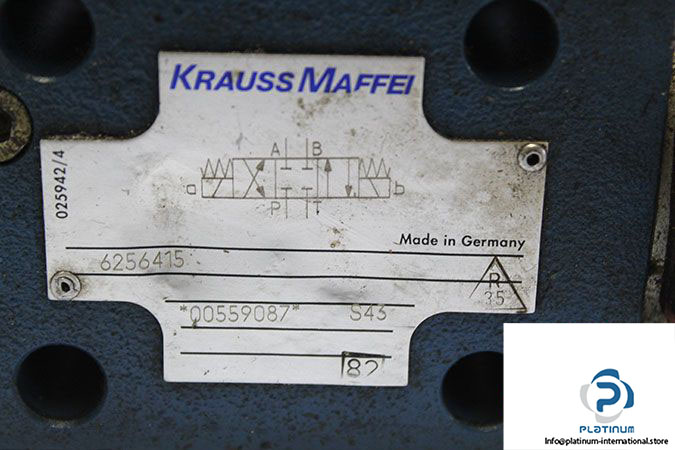 KRAUSS MAFFEI
025942/4
A B
a b
P T
Made in Germany
6256415
R
35
*00559087* S43
82
PLATINUM
Info@platinum-international.store